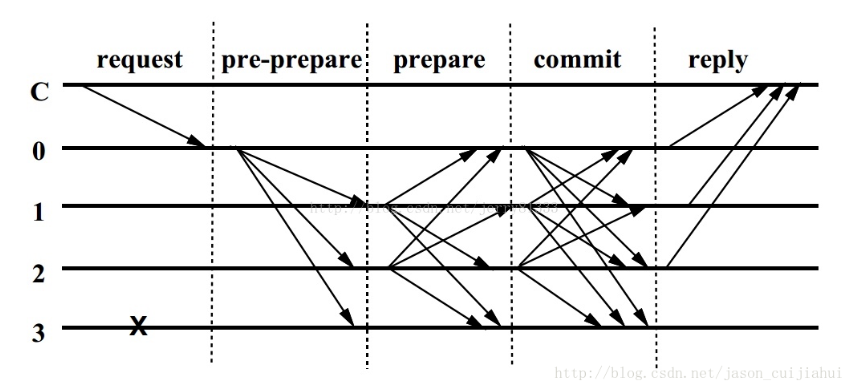 request pre-prepare prepare commit reply
C
0
1
2
3 X
http://blog.csdn.net/jason_cuijiahui